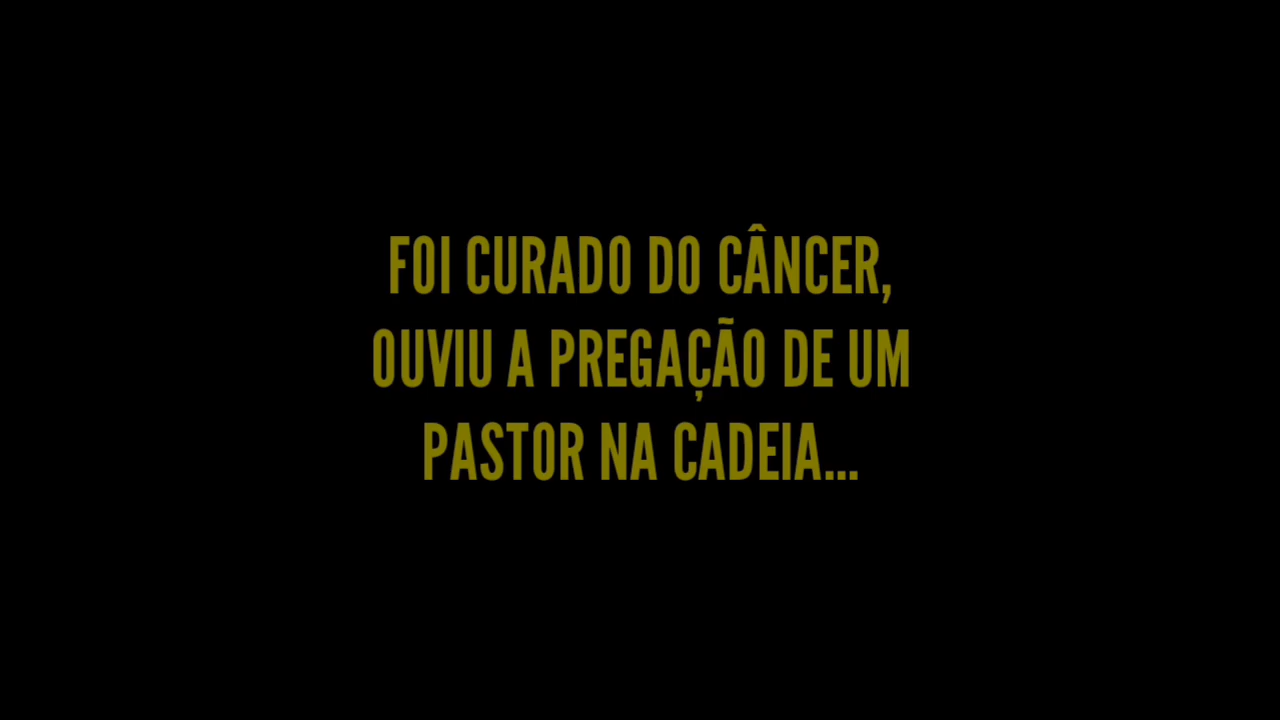 FOI CURADO DO CÂNCER,
OUVIU A PREGAÇÃO DE UM
PASTOR NA CADEIA...